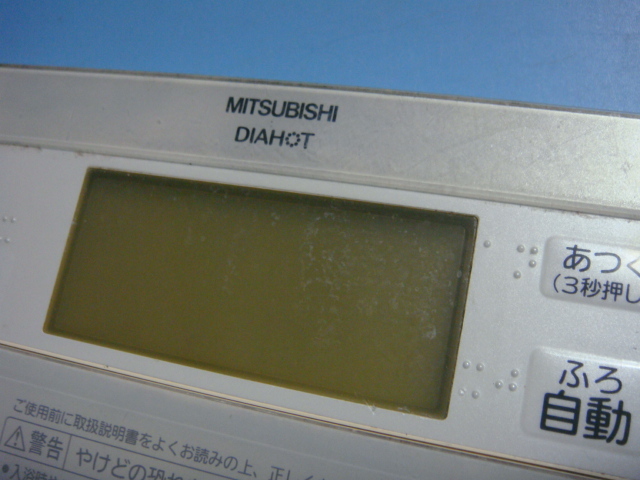 MITSUBISHI
DIAHOT
あつく
(3秒押し
ふろ
自動
ご使用前に取扱説明書をよくお読みの上、正しく
警告 やけどの恐れ